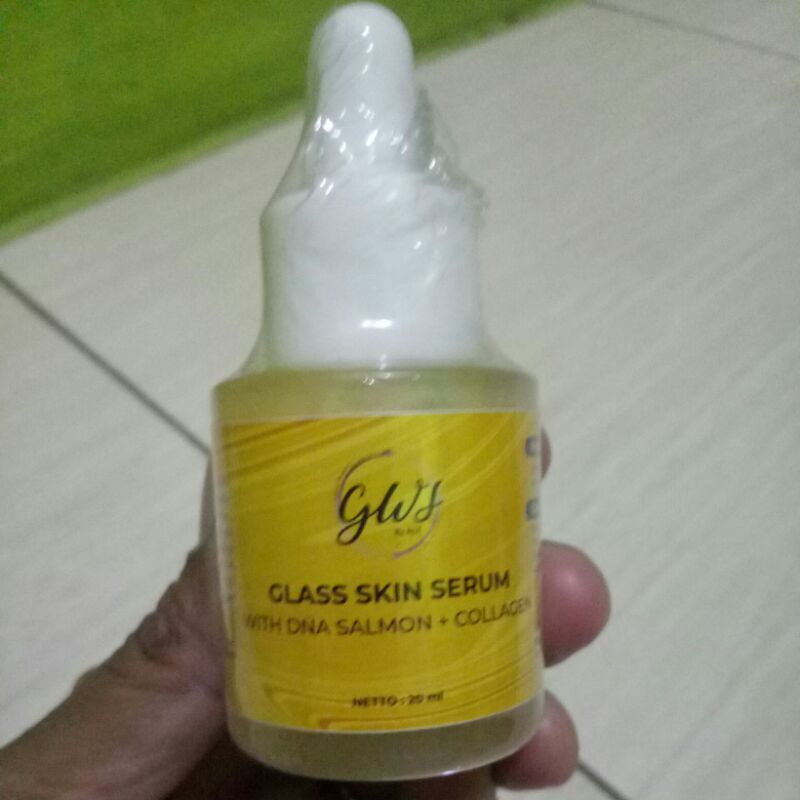 GWS
GLASS SKIN SERUM
WITH DNA SALMON + COLLAGEN
NETTO : 20 ml